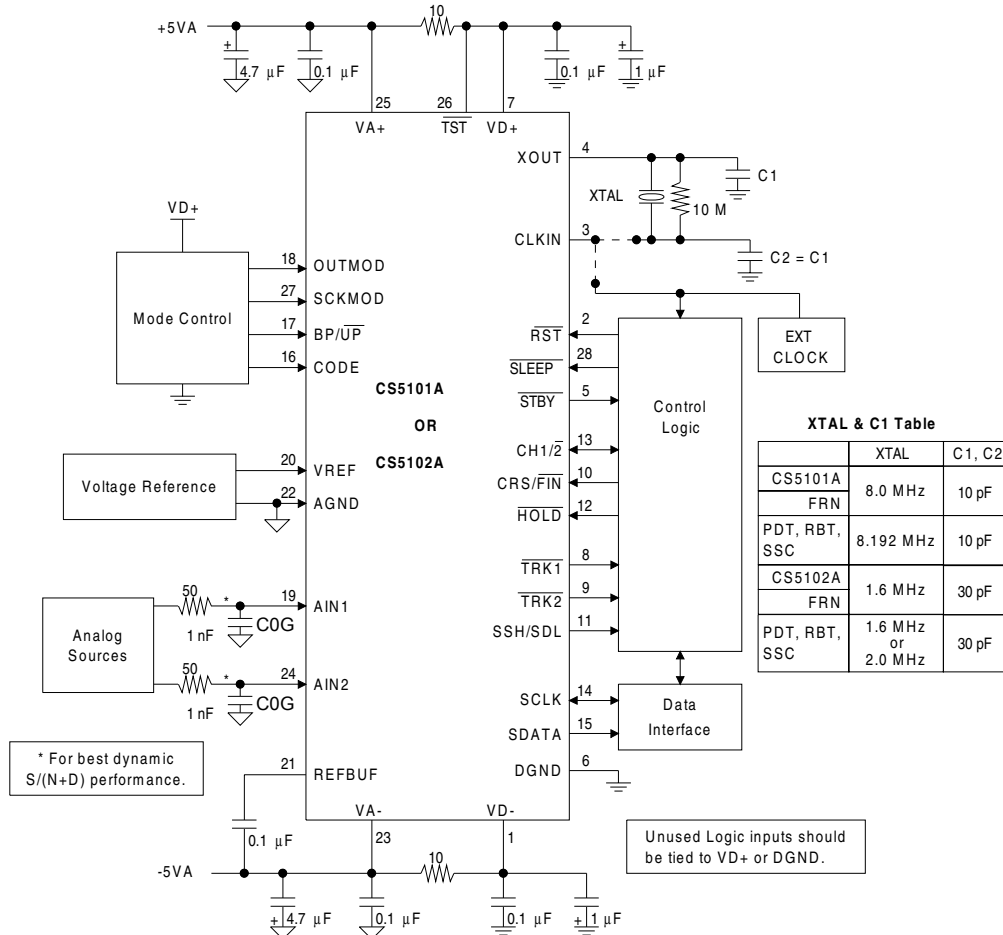 10
+5VA
+
4.7 μF
0.1 μF
0.1 μF
+
1 μF
25
26
7
VA+
TST
VD+
XOUT
4
C1
XTAL
10 M
VD+
CLKIN
3
C2 = C1
Mode Control
18
OUTMOD
27
SCKMOD
17
BP/UP
16
CODE
RST
2
SLEEP
28
STBY
5
CH1/2
13
CRS/FIN
10
HOLD
12
TRK1
8
TRK2
9
SSH/SDL
11
Control
Logic
EXT
CLOCK
CS5101A
OR
CS5102A
Voltage Reference
20
VREF
22
AGND
XTAL & C1 Table
XTAL
C1, C2
CS5101A
FRN
8.0 MHz
10 pF
PDT, RBT,
SSC
8.192 MHz
10 pF
CS5102A
FRN
1.6 MHz
30 pF
PDT, RBT,
SSC
1.6 MHz
or
2.0 MHz
30 pF
Analog
Sources
50
*
19
AIN1
1 nF
C0G
50
*
24
AIN2
1 nF
C0G
SCLK
14
SDATA
15
Data
Interface
DGND
6
* For best dynamic
S/(N+D) performance.
21
REFBUF
0.1 μF
VA-
VD-
23
1
Unused Logic inputs should
be tied to VD+ or DGND.
-5VA
10
+
4.7 μF
0.1 μF
0.1 μF
+
1 μF